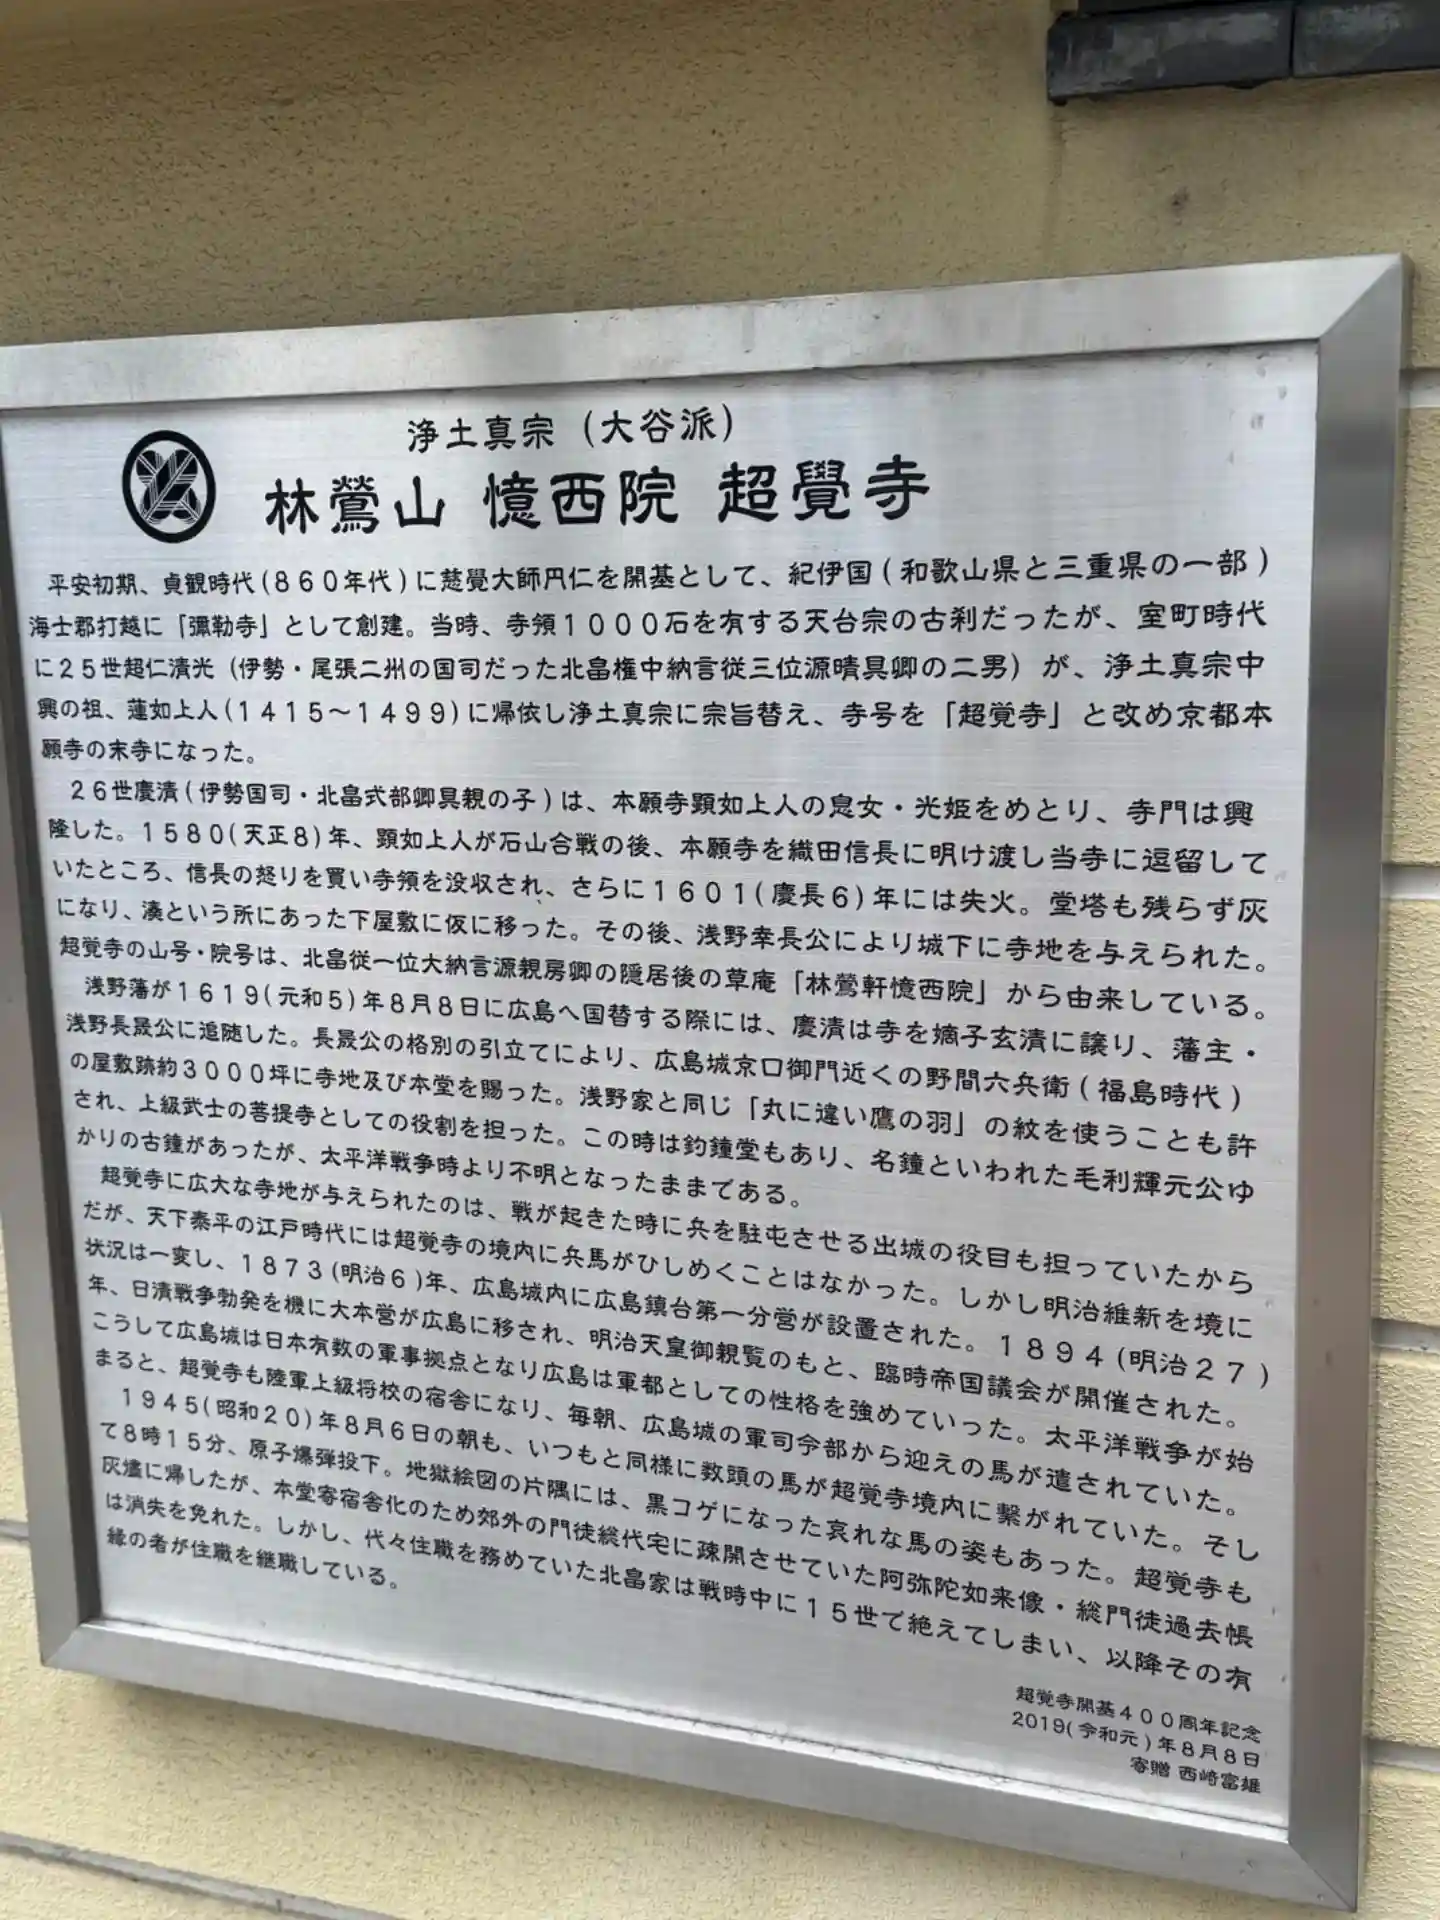 浄土真宗（大谷派）
林鶯山 憶西院 超覺寺
平安初期、貞観時代(８６０年代)に慈覺大師円仁を開基として、紀伊国(和歌山県と三重県の一部)
海士郡打越に「彌勒寺」として創建。当時、寺領１０００石を有する天台宗の古刹だったが、室町時代
に２５世超仁清光（伊勢・尾張二州の国司だった北畠権中納言従三位源晴具卿の二男）が、浄土真宗中
興の祖、蓮如上人(１４１５～１４９９)に帰依し浄土真宗に宗旨替え、寺号を「超覚寺」と改め京都本
願寺の末寺になった。
２６世慶清(伊勢国司・北畠式部卿具親の子)は、本願寺顕如上人の息女・光姫をめとり、寺門は興
隆した。１５８０(天正８)年、顕如上人が石山合戦の後、本願寺を織田信長に明け渡し当寺に逗留して
いたところ、信長の怒りを買い寺領を没収され、さらに１６０１(慶長６)年には失火。堂塔も残らず灰
になり、湊という所にあった下屋敷に仮に移った。その後、浅野幸長公により城下に寺地を与えられた。
超覚寺の山号・院号は、北畠従一位大納言源親房卿の隠居後の草庵「林鶯軒憶西院」から由来している。
浅野藩が１６１９(元和５)年８月８日に広島へ国替する際には、慶清は寺を嫡子玄清に譲り、藩主・
浅野長晟公に追随した。長晟公の格別の引立てにより、広島城京口御門近くの野間六兵衛(福島時代)
の屋敷跡約３０００坪に寺地及び本堂を賜った。浅野家と同じ「丸に違い鷹の羽」の紋を使うことも許
され、上級武士の菩提寺としての役割を担った。この時は釣鐘堂もあり、名鐘といわれた毛利輝元公ゆ
かりの古鐘があったが、太平洋戦争時より不明となったままである。
超覚寺に広大な寺地が与えられたのは、戦が起きた時に兵を駐屯させる出城の役目も担っていたから
だが、天下泰平の江戸時代には超覚寺の境内に兵馬がひしめくことはなかった。しかし明治維新を境に
状況は一変し、１８７３(明治６)年、広島城内に広島鎮台第一分営が設置された。１８９４(明治２７)
年、日清戦争勃発を機に大本営が広島に移され、明治天皇御親覧のもと、臨時帝国議会が開催された。
こうして広島城は日本有数の軍事拠点となり広島は軍都としての性格を強めていった。太平洋戦争が始
まると、超覚寺も陸軍上級将校の宿舎になり、毎朝、広島城の軍司令部から迎えの馬が遣されていた。
１９４５(昭和２０)年８月６日の朝も、いつもと同様に数頭の馬が超覚寺境内に繋がれていた。そし
て８時１５分、原子爆弾投下。地獄絵図の片隅には、黒コゲになった哀れな馬の姿もあった。超覚寺も
灰燼に帰したが、本堂寄宿舎化のため郊外の門徒総代宅に疎開させていた阿弥陀如来像・総門徒過去帳
は消失を免れた。しかし、代々住職を務めていた北畠家は戦時中に１５世で絶えてしまい、以降その有
縁の者が住職を継職している。
超覚寺開基４００周年記念
2019(令和元)年８月８日
寄贈 西崎富雄